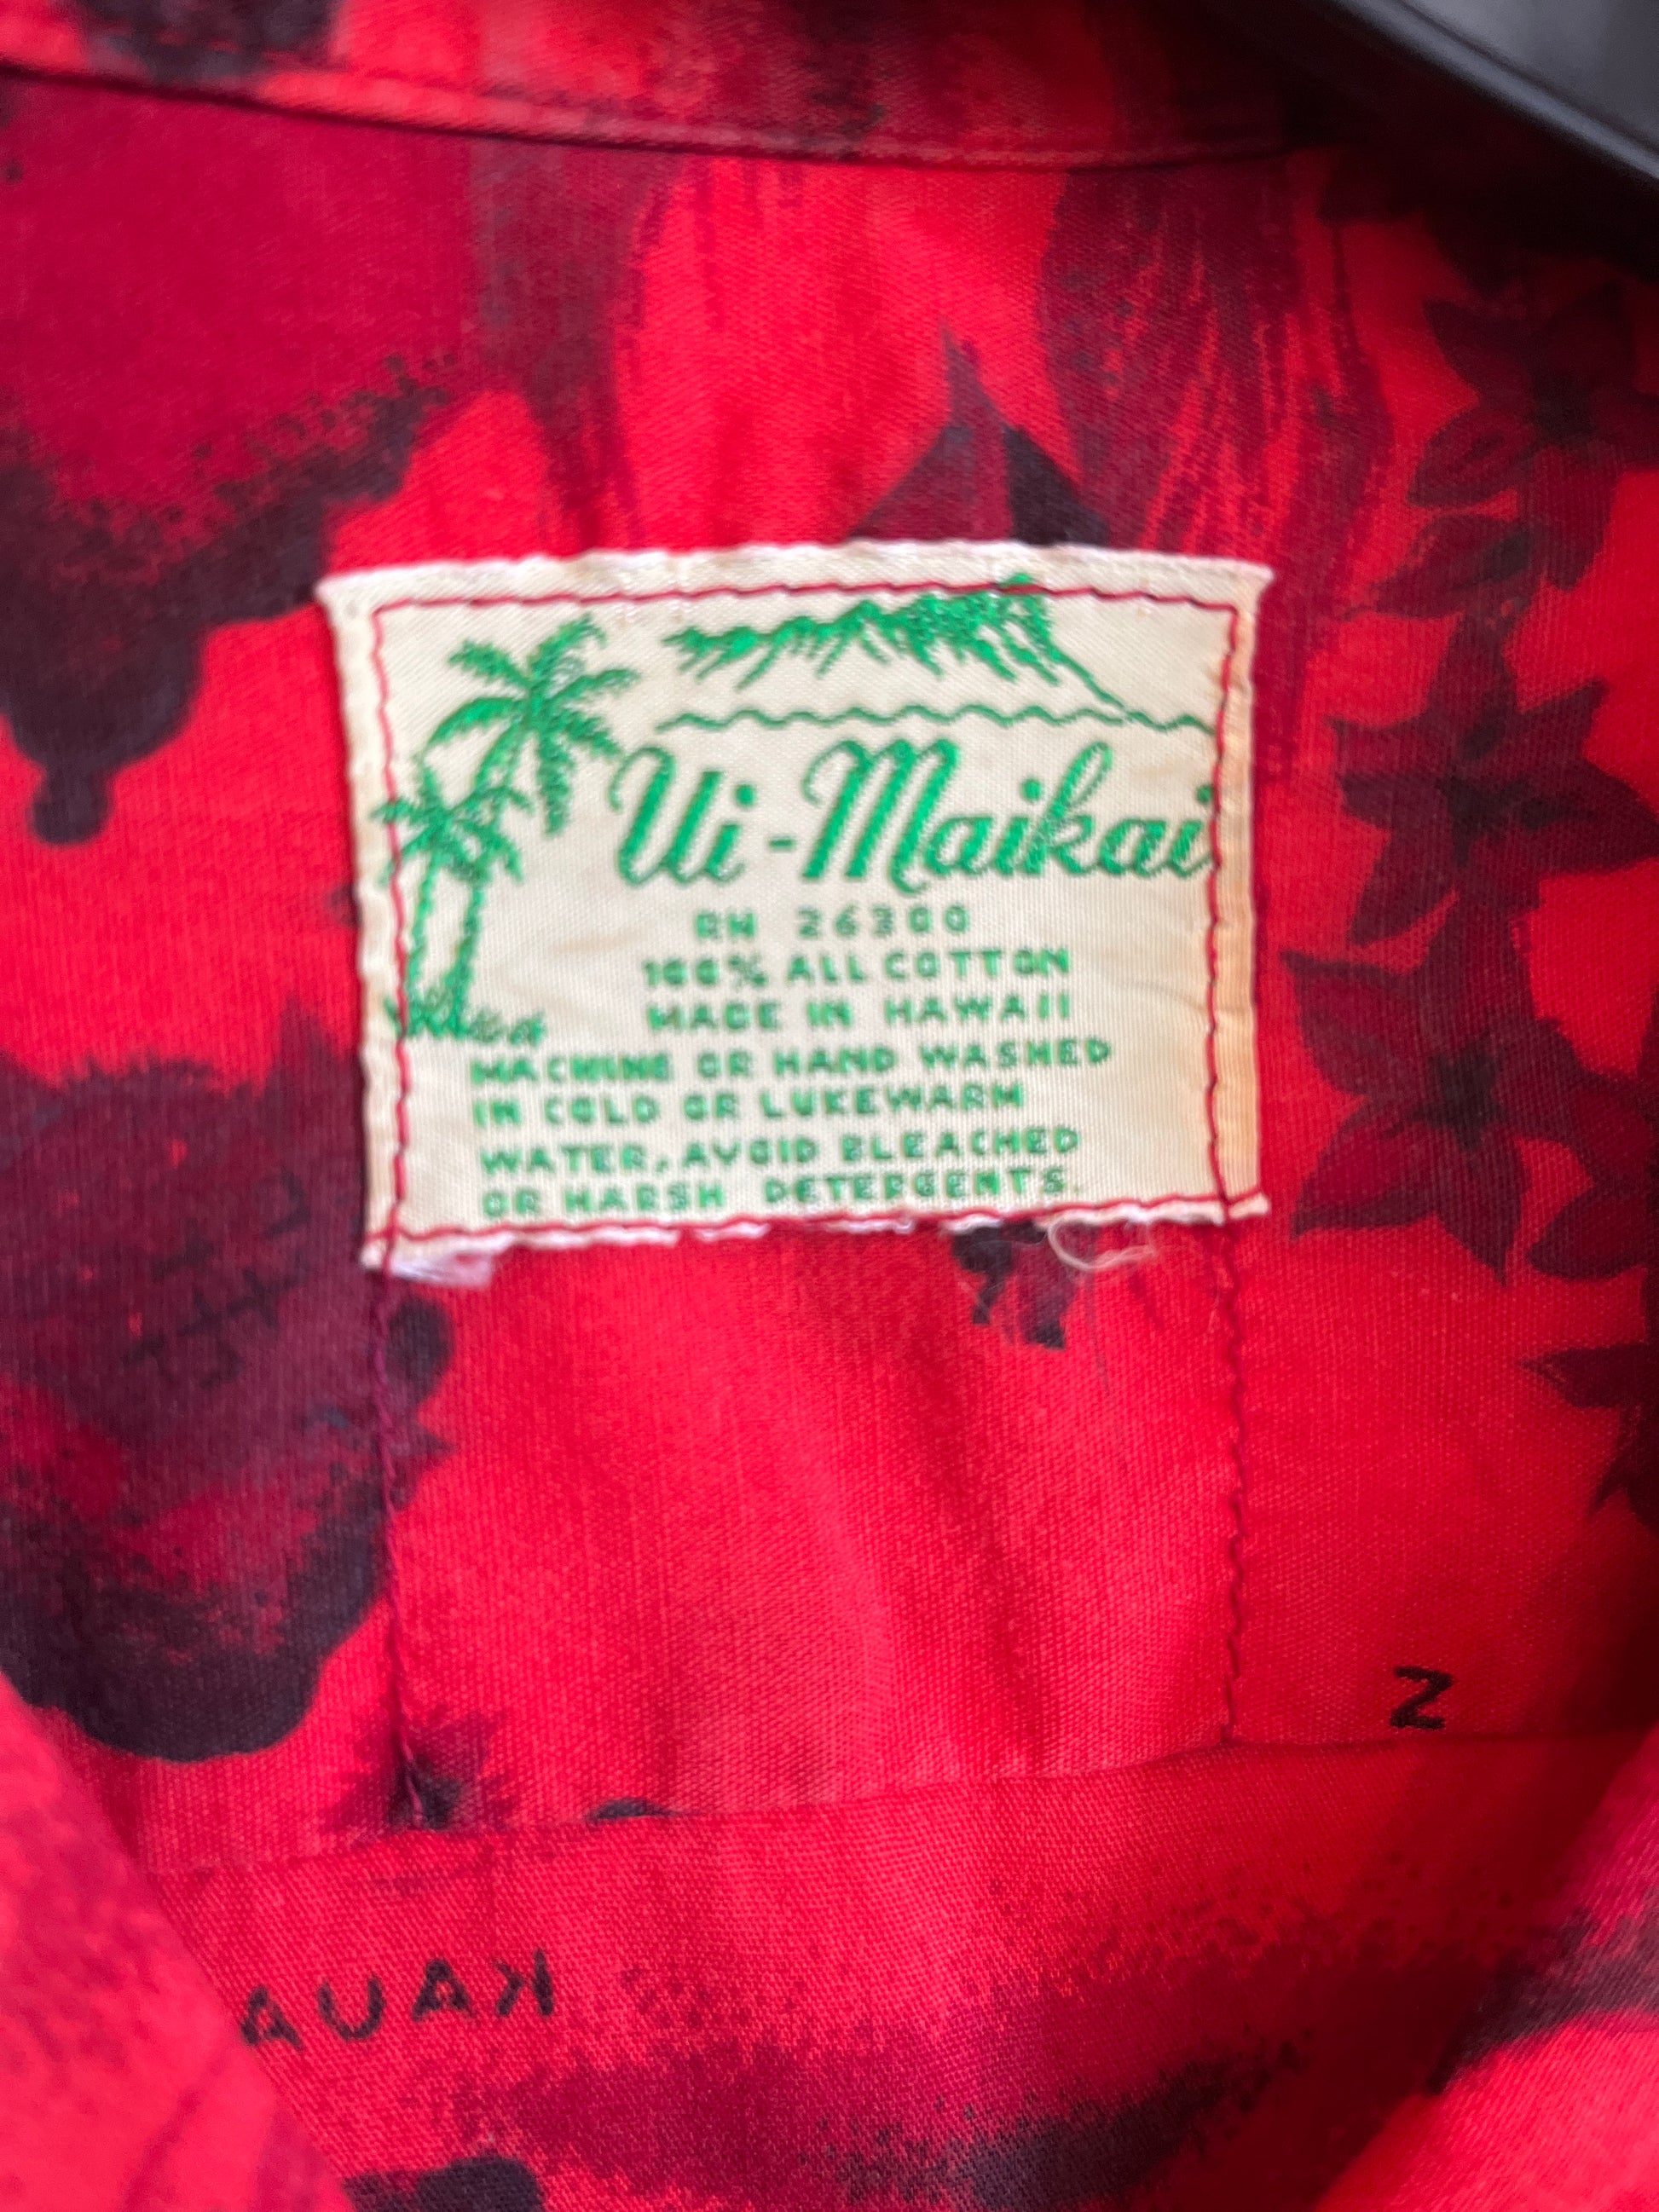 Ui-Maikai
RN 26300
100% ALL COTTON
MADE IN HAWAII
MACHINE OR HAND WASHED
IN COLD OR LUKEWARM
WATER, AVOID BLEACHED
OR HARSH DETERGENTS.
N
KAUA